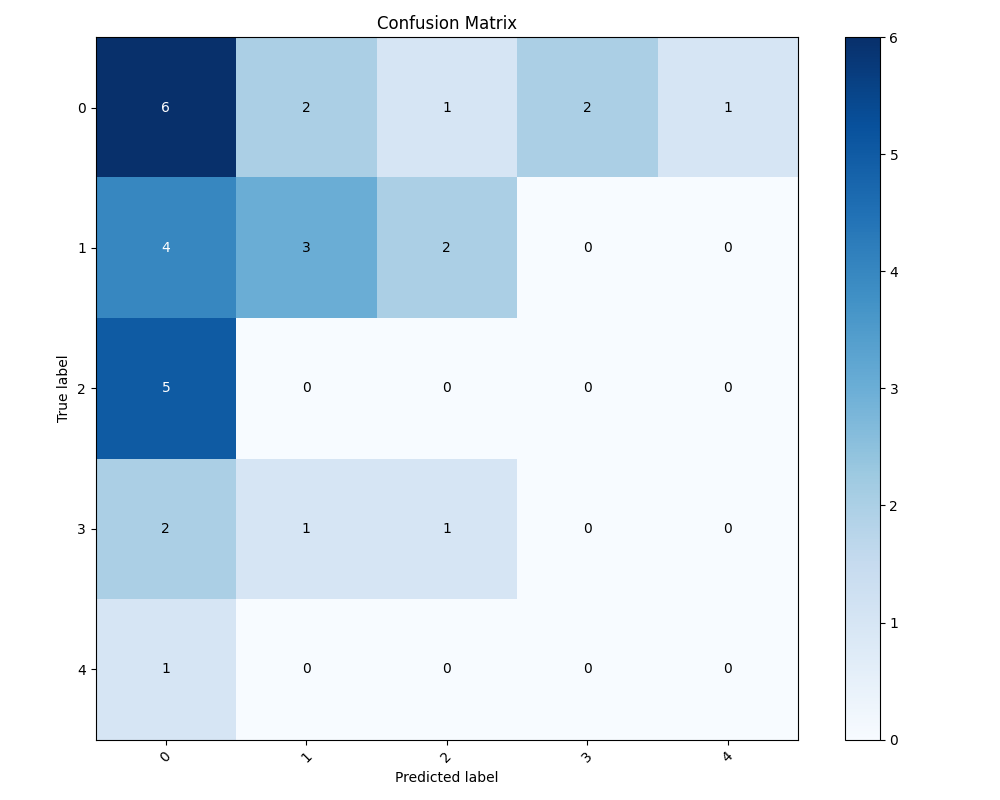 Confusion Matrix
True label
0 6 2 1 2 1
1 4 3 2 0 0
2 5 0 0 0 0
3 2 1 1 0 0
4 1 0 0 0 0
0 1 2 3 4
Predicted label
6
5
4
3
2
1
0